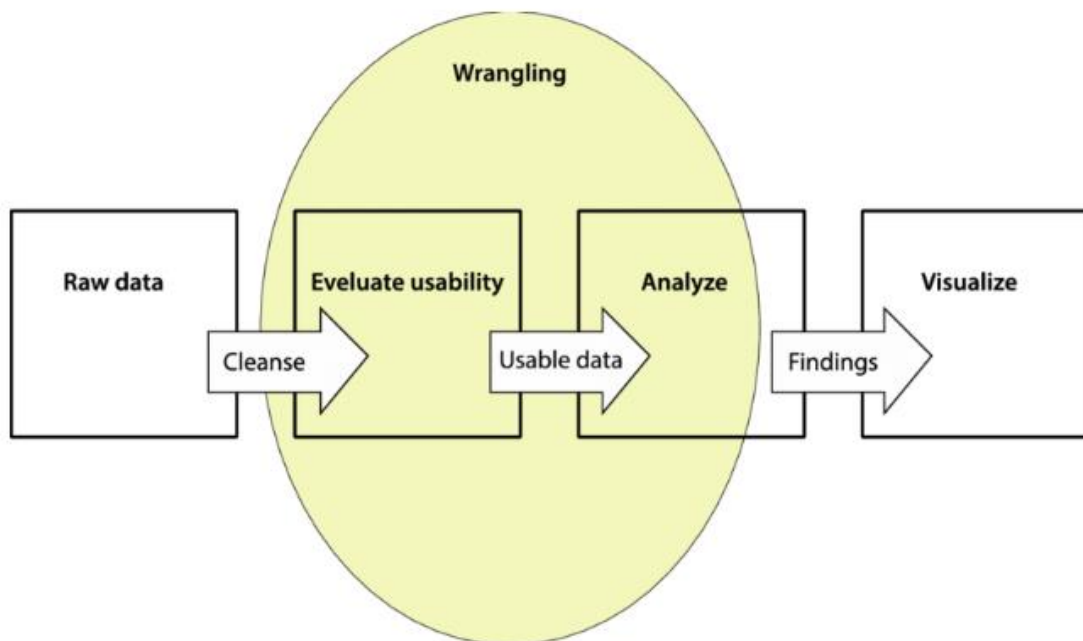 Wrangling
Raw data
Eveluate usability
Analyze
Visualize
Cleanse
Usable data
Findings